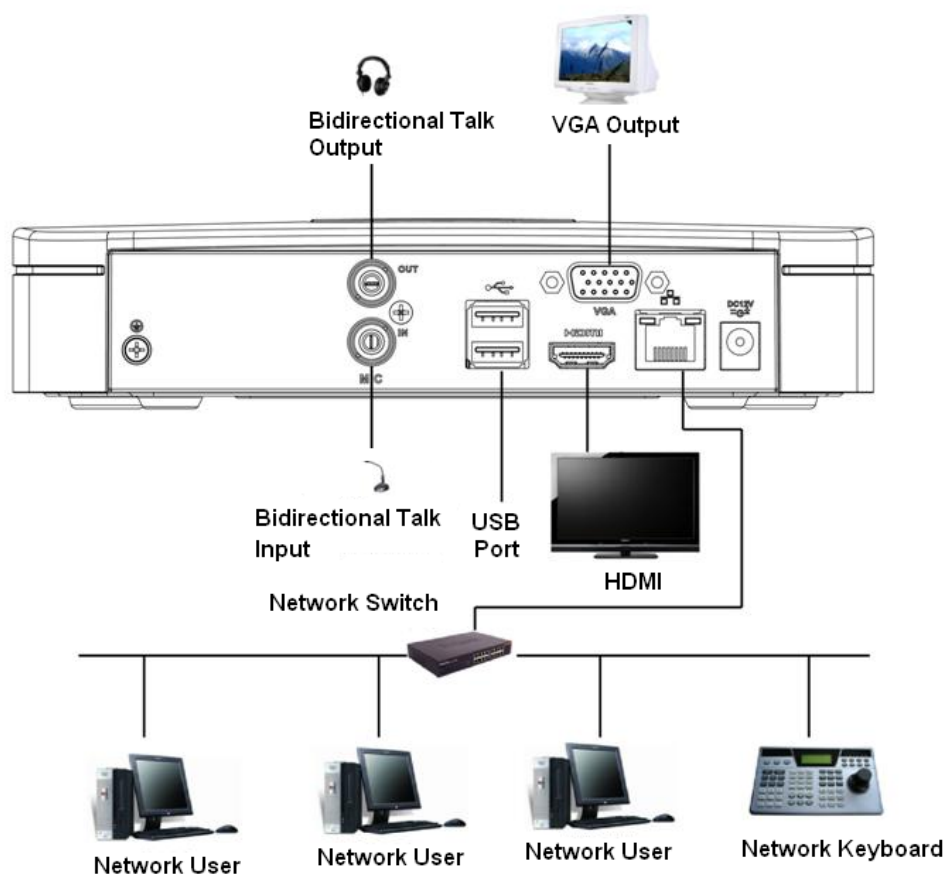 Bidirectional Talk
Output
VGA Output
OUT
IN
MIC
VGA
HDMI
DC12V
Bidirectional Talk
Input
USB
Port
HDMI
Network Switch
Network User
Network User
Network User
Network Keyboard